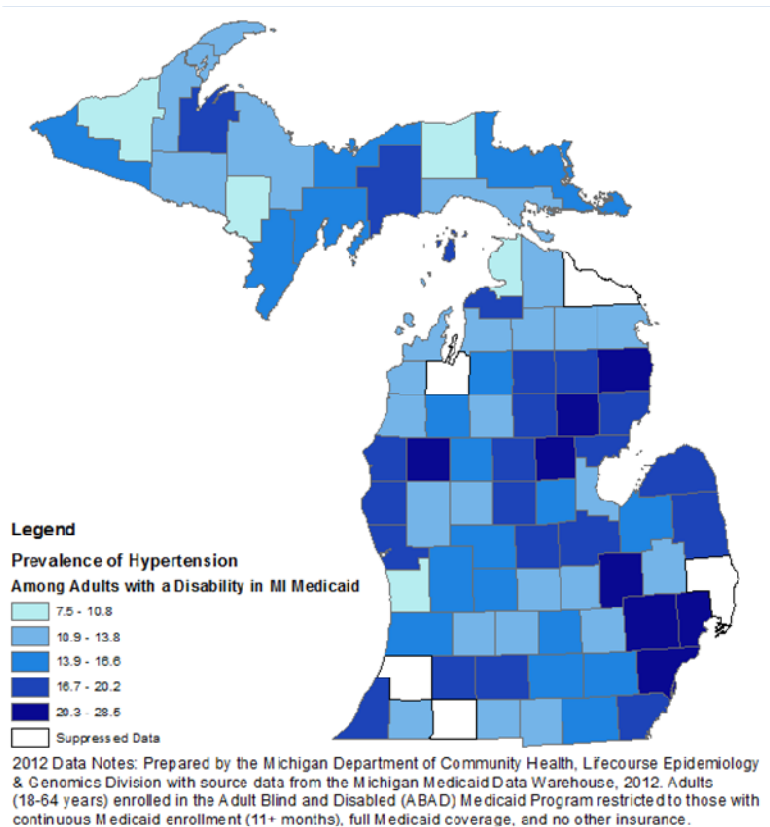 Legend
Prevalence of Hypertension
Among Adults with a Disability in MI Medicaid
7.5 - 10.8
10.9 - 13.8
13.9 - 16.6
16.7 - 20.2
20.3 - 28.5
Suppressed Data
2012 Data Notes: Prepared by the Michigan Department of Community Health, Lifecourse Epidemiology
& Genomics Division with source data from the Michigan Medicaid Data Warehouse, 2012. Adults
(18-64 years) enrolled in the Adult Blind and Disabled (ABAD) Medicaid Program restricted to those with
continuous Medicaid enrollment (11+ months), full Medicaid coverage, and no other insurance.